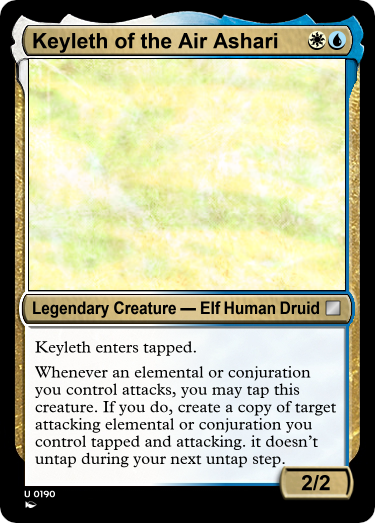 Keyleth of the Air Ashari
Legendary Creature — Elf Human Druid
Keyleth enters tapped.
Whenever an elemental or conjuration
you control attacks, you may tap this
creature. If you do, create a copy of target
attacking elemental or conjuration you
control tapped and attacking. it doesn't
untap during your next untap step.
2/2
U 0190